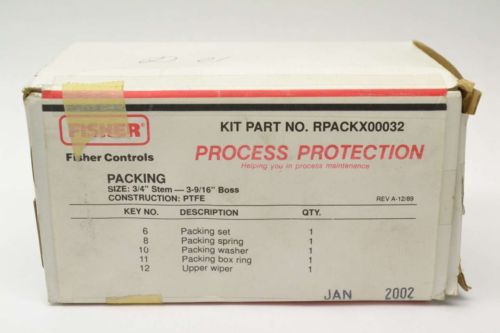 FISHER
KIT PART NO. RPACKX00032
Fisher Controls
PROCESS PROTECTION
Helping you in process maintenance
PACKING
SIZE: 3/4" Stem — 3-9/16" Boss
CONSTRUCTION: PTFE
REV A-12/89
KEY NO. DESCRIPTION QTY.
6 Packing set 1
8 Packing spring 1
10 Packing washer 1
11 Packing box ring 1
12 Upper wiper 1
JAN 2002